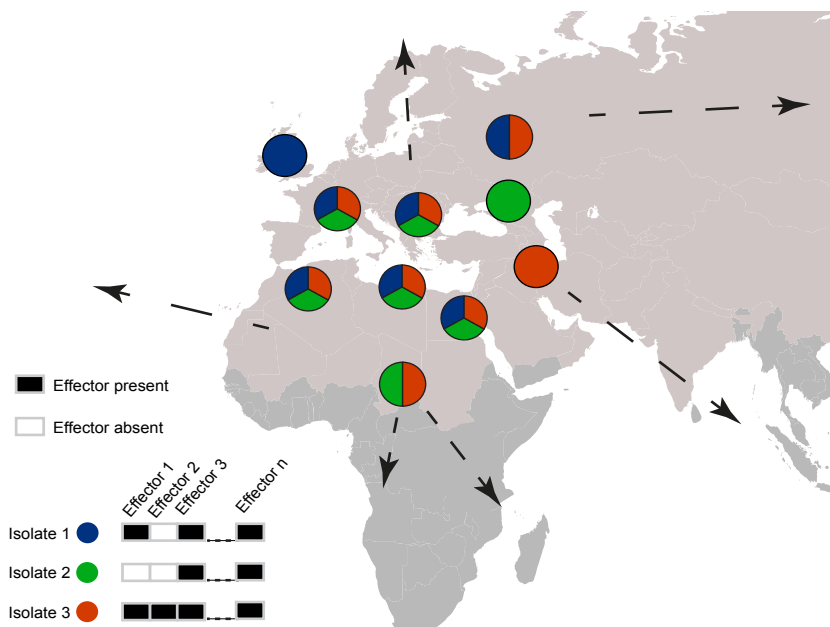 Effector present
Effector absent
Effector 1
Effector 2
Effector 3
Effector n
Isolate 1
Isolate 2
Isolate 3